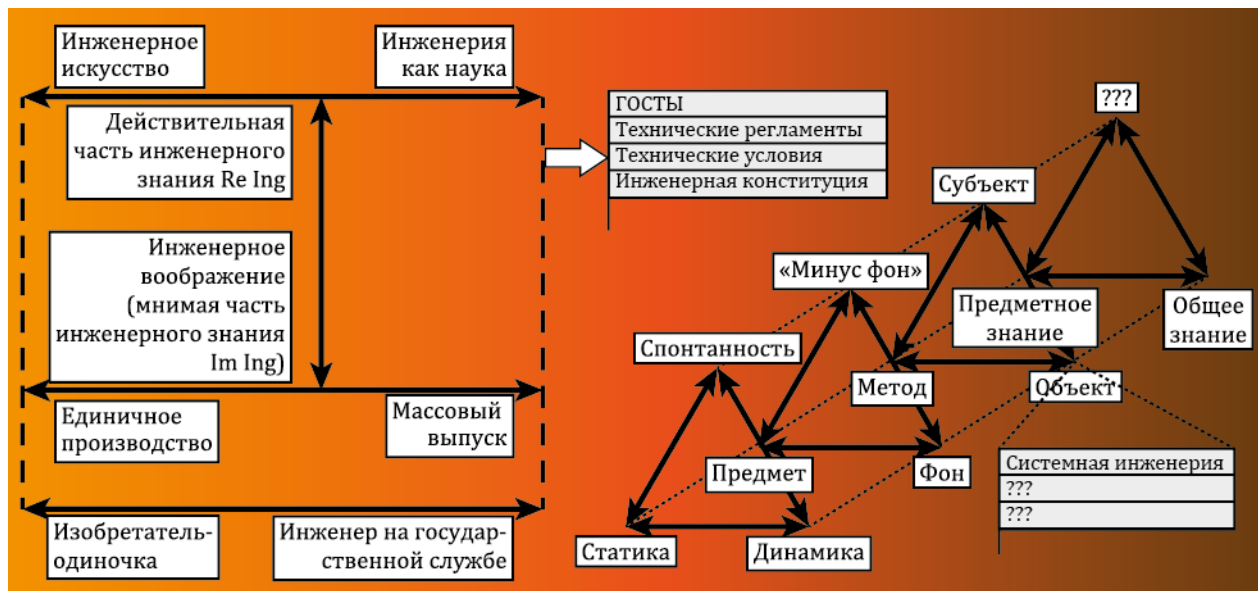 Инженерное
искусство
Инженерия
как наука
Действительная
часть инженерного
знания Re Ing
Инженерное
воображение
(мнимая часть
инженерного знания
Im Ing)
Единичное
производство
Массовый
выпуск
Изобретатель-
одиночка
Инженер на государ-
ственной службе
ГОСТЫ
Технические регламенты
Технические условия
Инженерная конституция
???
Субъект
«Минус фон»
Предметное
знание
Общее
знание
Спонтанность
Метод
Объект
Предмет
Фон
Системная инженерия
???
???
Статика
Динамика